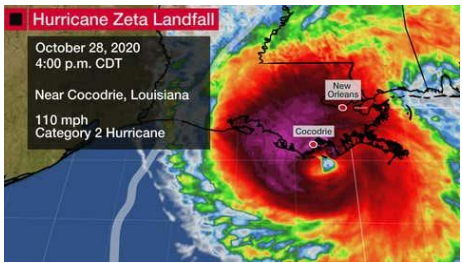 Hurricane Zeta Landfall
October 28, 2020
4:00 p.m. CDT
Near Cocodrie, Louisiana
110 mph
Category 2 Hurricane
New
Orleans
Cocodrie